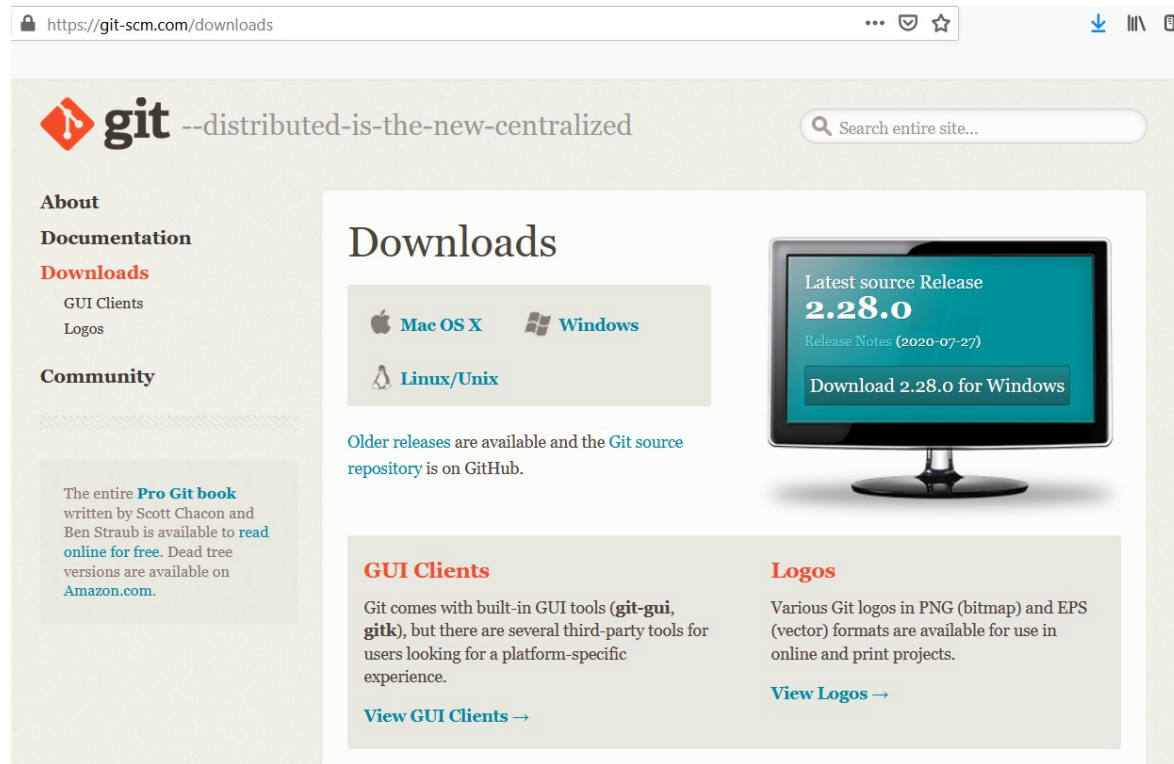 https://git-scm.com/downloads
git --distributed-is-the-new-centralized
Search entire site...
About
Documentation
Downloads
GUI Clients
Logos
Community
The entire Pro Git book
written by Scott Chacon and
Ben Straub is available to read
online for free. Dead tree
versions are available on
Amazon.com.
Downloads
Mac OS X
Windows
Linux/Unix
Older releases are available and the Git source
repository is on GitHub.
Latest source Release
2.28.0
Release Notes (2020-07-27)
Download 2.28.0 for Windows
GUI Clients
Git comes with built-in GUI tools (git-gui,
gitk), but there are several third-party tools for
users looking for a platform-specific
experience.
View GUI Clients →
Logos
Various Git logos in PNG (bitmap) and EPS
(vector) formats are available for use in
online and print projects.
View Logos →